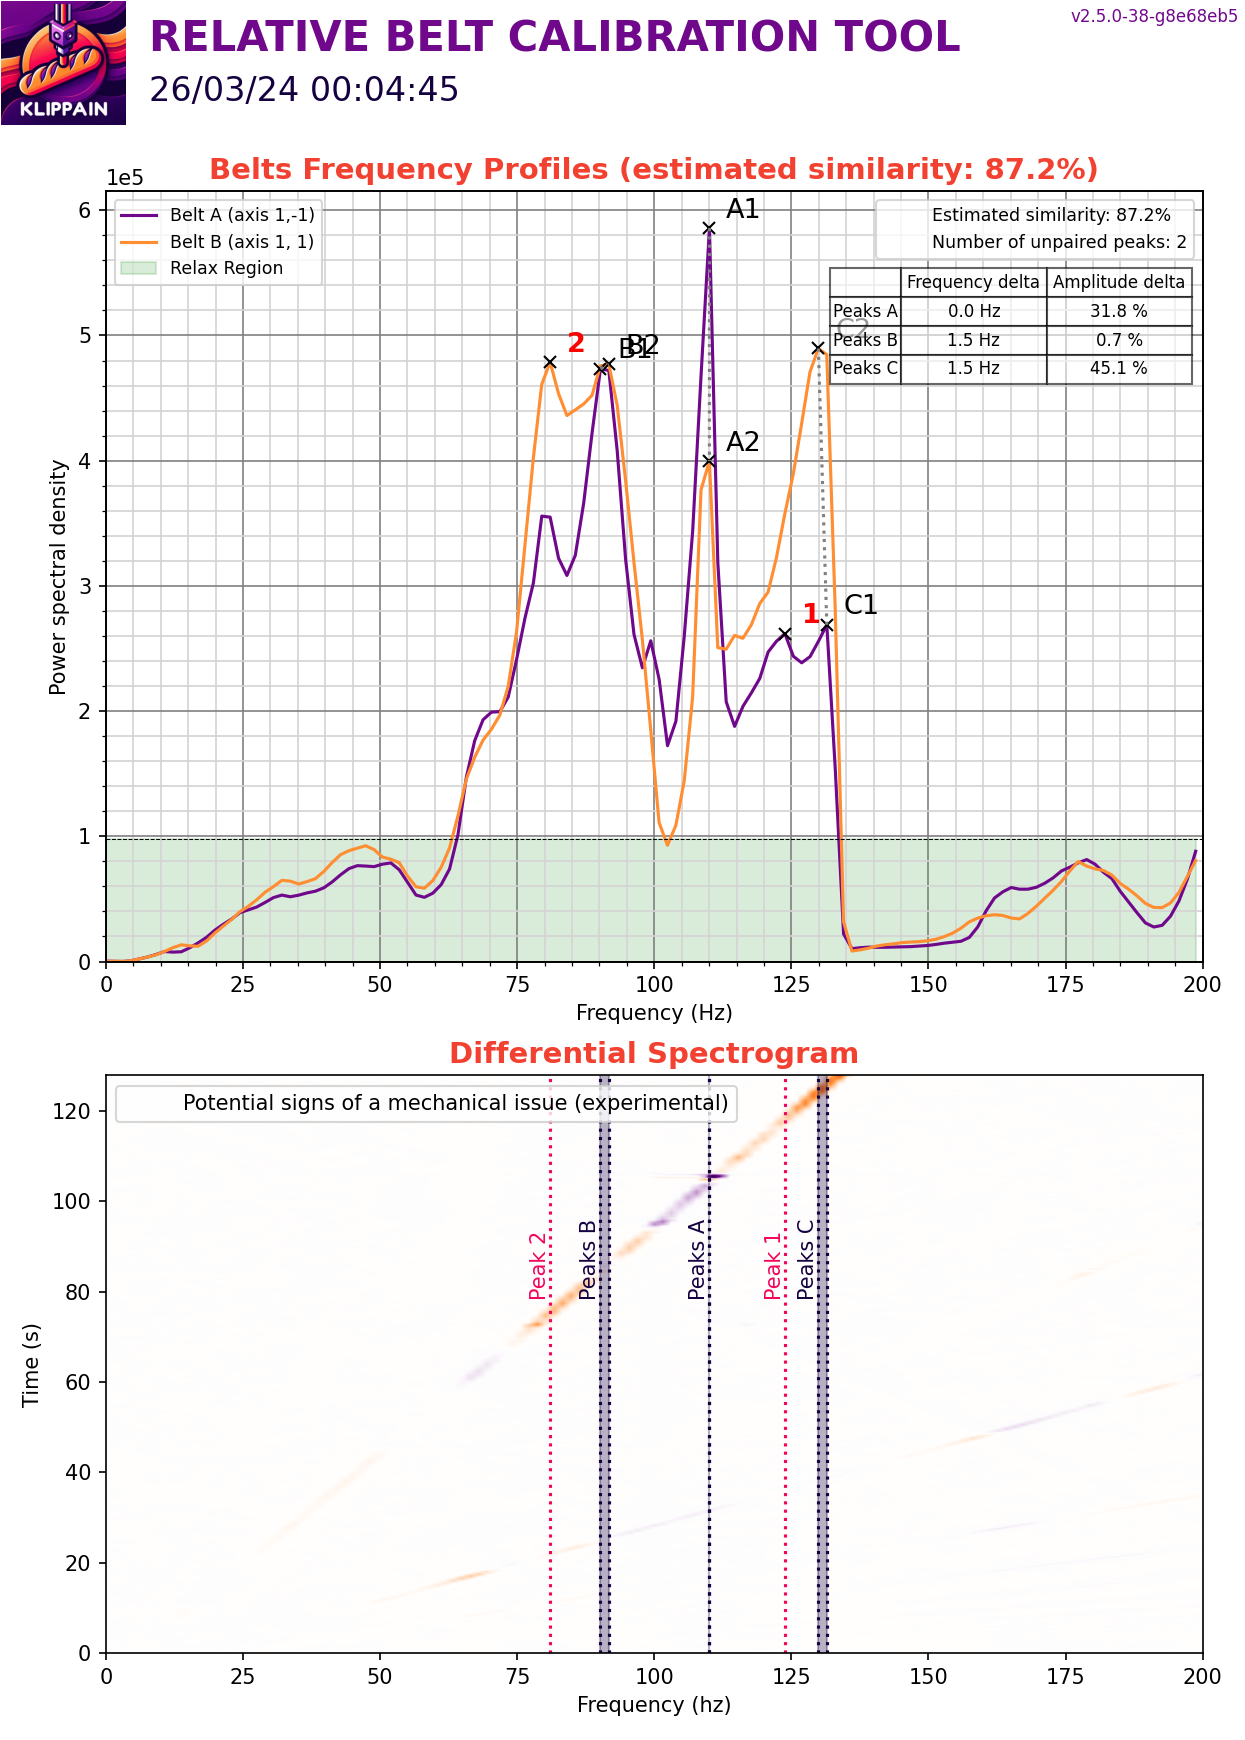 v2.5.0-38-g8e68eb5
RELATIVE BELT CALIBRATION TOOL
26/03/24 00:04:45
KLIPPAIN
Belts Frequency Profiles (estimated similarity: 87.2%)
1e5
Belt A (axis 1,-1)
Belt B (axis 1, 1)
Relax Region
Estimated similarity: 87.2%
Number of unpaired peaks: 2
Frequency delta Amplitude delta
Peaks A 0.0 Hz 31.8 %
Peaks B 1.5 Hz 0.7 %
Peaks C 1.5 Hz 45.1 %
A1
2
B1
B2
C2
A2
1
C1
6
5
4
3
2
1
0
Power spectral density
0 25 50 75 100 125 150 175 200
Frequency (Hz)
Differential Spectrogram
Potential signs of a mechanical issue (experimental)
Peak 2
Peaks B
Peaks A
Peak 1
Peaks C
120
100
80
60
40
20
0
Time (s)
0 25 50 75 100 125 150 175 200
Frequency (hz)